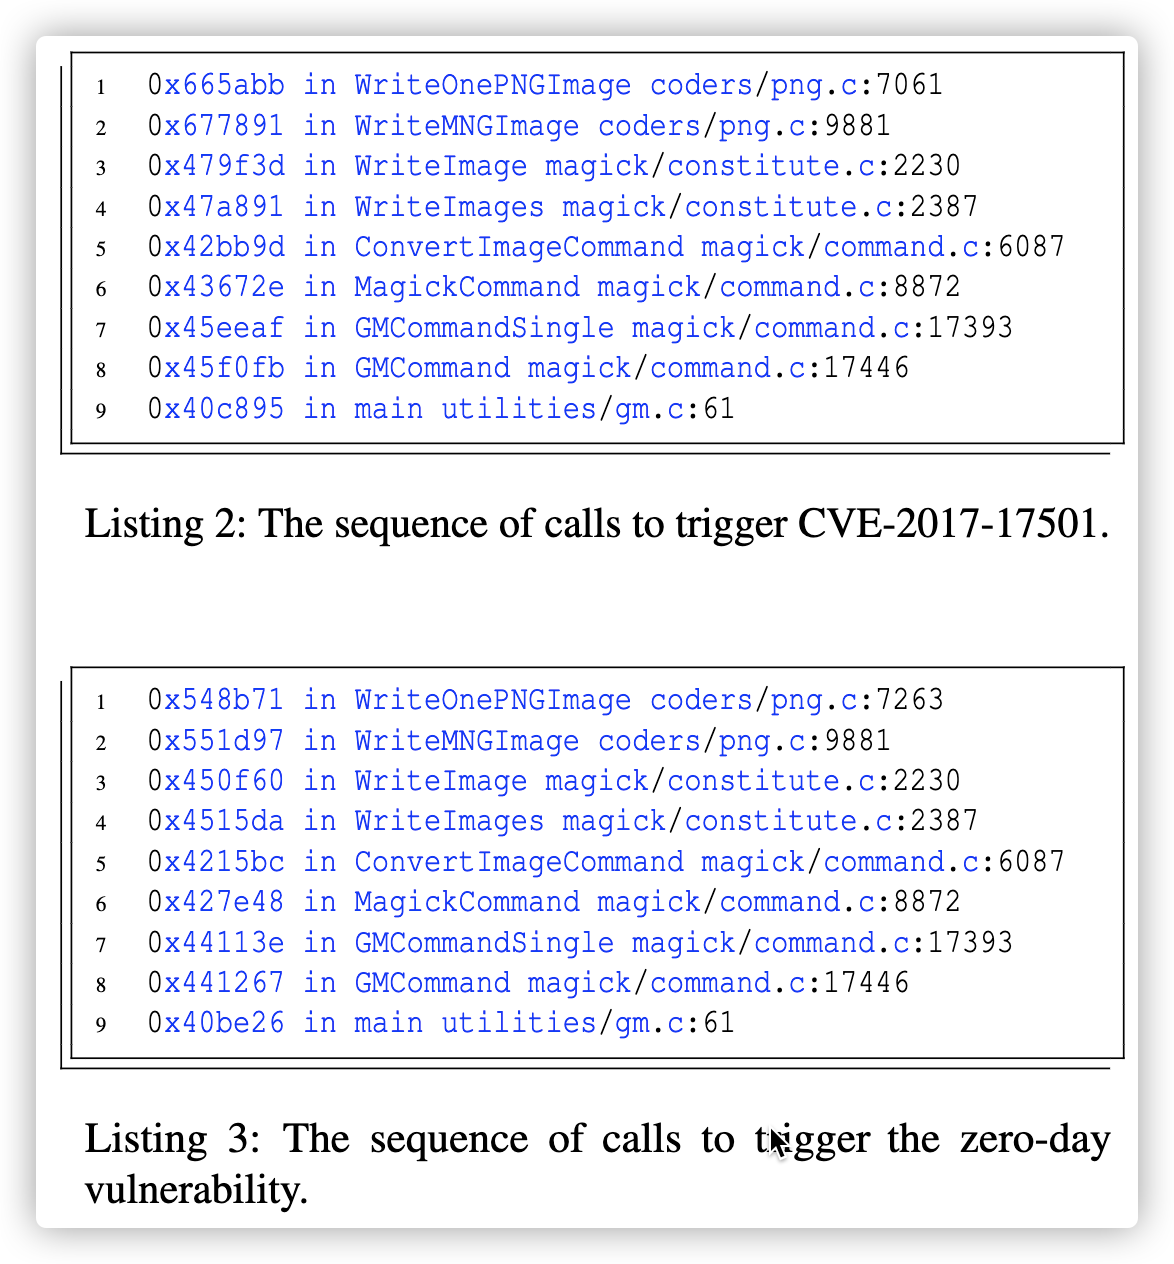 1 0x665abb in WriteOnePNGImage coders/png.c:7061
2 0x677891 in WriteMNGImage coders/png.c:9881
3 0x479f3d in WriteImage magick/constitute.c:2230
4 0x47a891 in WriteImages magick/constitute.c:2387
5 0x42bb9d in ConvertImageCommand magick/command.c:6087
6 0x43672e in MagickCommand magick/command.c:8872
7 0x45eeaf in GMCommandSingle magick/command.c:17393
8 0x45f0fb in GMCommand magick/command.c:17446
9 0x40c895 in main utilities/gm.c:61
Listing 2: The sequence of calls to trigger CVE-2017-17501.
1 0x548b71 in WriteOnePNGImage coders/png.c:7263
2 0x551d97 in WriteMNGImage coders/png.c:9881
3 0x450f60 in WriteImage magick/constitute.c:2230
4 0x4515da in WriteImages magick/constitute.c:2387
5 0x4215bc in ConvertImageCommand magick/command.c:6087
6 0x427e48 in MagickCommand magick/command.c:8872
7 0x44113e in GMCommandSingle magick/command.c:17393
8 0x441267 in GMCommand magick/command.c:17446
9 0x40be26 in main utilities/gm.c:61
Listing 3: The sequence of calls to trigger the zero-day
vulnerability.